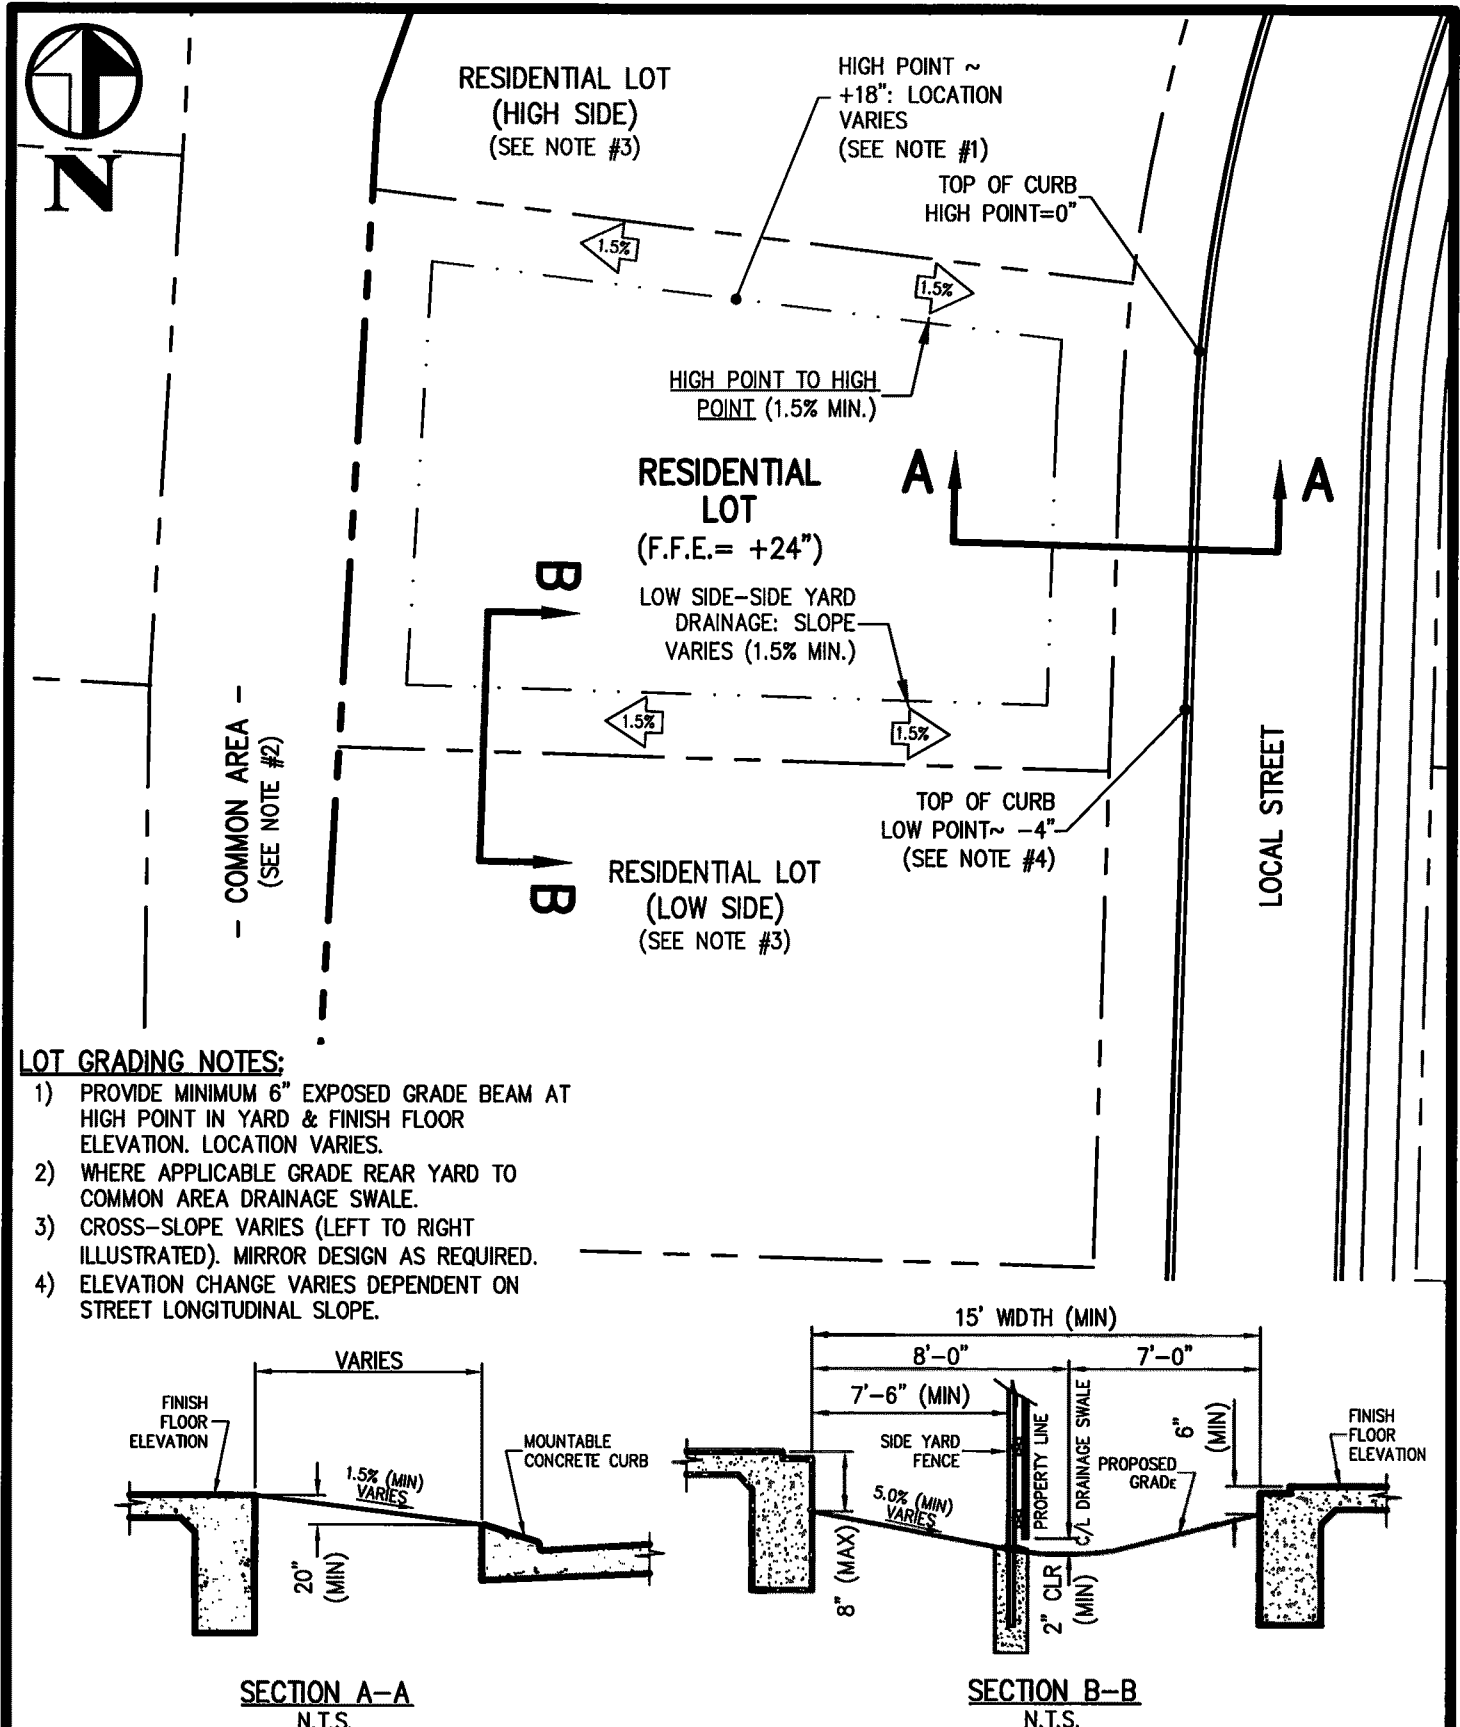 N
RESIDENTIAL LOT
(HIGH SIDE)
(SEE NOTE #3)
HIGH POINT ~
+18": LOCATION
VARIES
(SEE NOTE #1)
TOP OF CURB
HIGH POINT=0"
1.5%
1.5%
HIGH POINT TO HIGH
POINT (1.5% MIN.)
RESIDENTIAL
LOT
(F.F.E.= +24")
A
A
B
LOW SIDE-SIDE YARD
DRAINAGE: SLOPE
VARIES (1.5% MIN.)
1.5%
1.5%
- COMMON AREA -
(SEE NOTE #2)
TOP OF CURB
LOW POINT~ -4"
(SEE NOTE #4)
LOCAL STREET
B
RESIDENTIAL LOT
(LOW SIDE)
(SEE NOTE #3)
LOT GRADING NOTES:
1) PROVIDE MINIMUM 6" EXPOSED GRADE BEAM AT
HIGH POINT IN YARD & FINISH FLOOR
ELEVATION. LOCATION VARIES.
2) WHERE APPLICABLE GRADE REAR YARD TO
COMMON AREA DRAINAGE SWALE.
3) CROSS-SLOPE VARIES (LEFT TO RIGHT
ILLUSTRATED). MIRROR DESIGN AS REQUIRED.
4) ELEVATION CHANGE VARIES DEPENDENT ON
STREET LONGITUDINAL SLOPE.
VARIES
FINISH
FLOOR
ELEVATION
1.5% (MIN)
VARIES
MOUNTABLE
CONCRETE CURB
20"
(MIN)
SECTION A-A
N.T.S.
15' WIDTH (MIN)
8'-0"
7'-0"
7'-6" (MIN)
SIDE YARD
FENCE
PROPERTY LINE
C/L DRAINAGE SWALE
PROPOSED
GRADE
6"
(MIN)
FINISH
FLOOR
ELEVATION
5.0% (MIN)
VARIES
8" (MAX)
2" CLR
(MIN)
SECTION B-B
N.T.S.